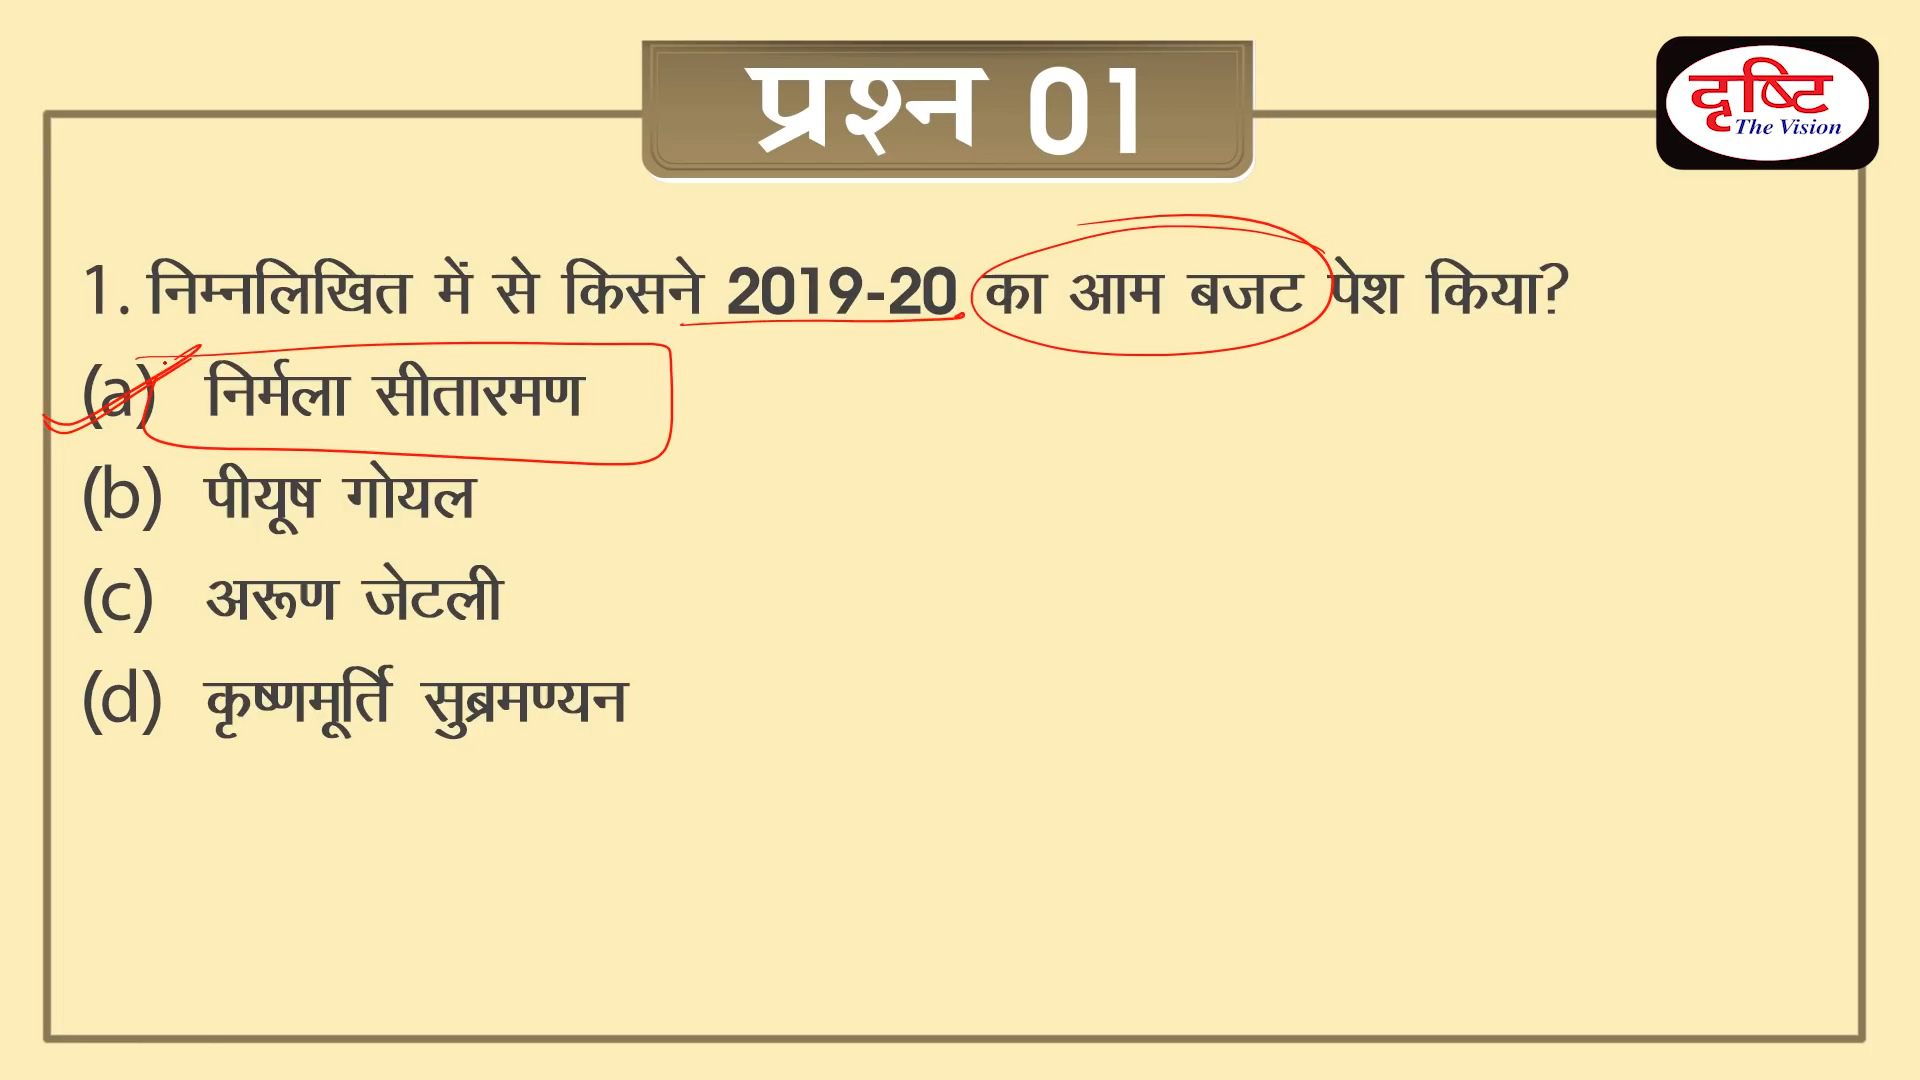 प्रश्न 01
दृष्टि
The Vision
1. निम्नलिखित में से किसने 2019-20 का आम बजट पेश किया?
(a) निर्मला सीतारमण
(b) पीयूष गोयल
(c) अरूण जेटली
(d) कृष्णमूर्ति सुब्रमण्यन